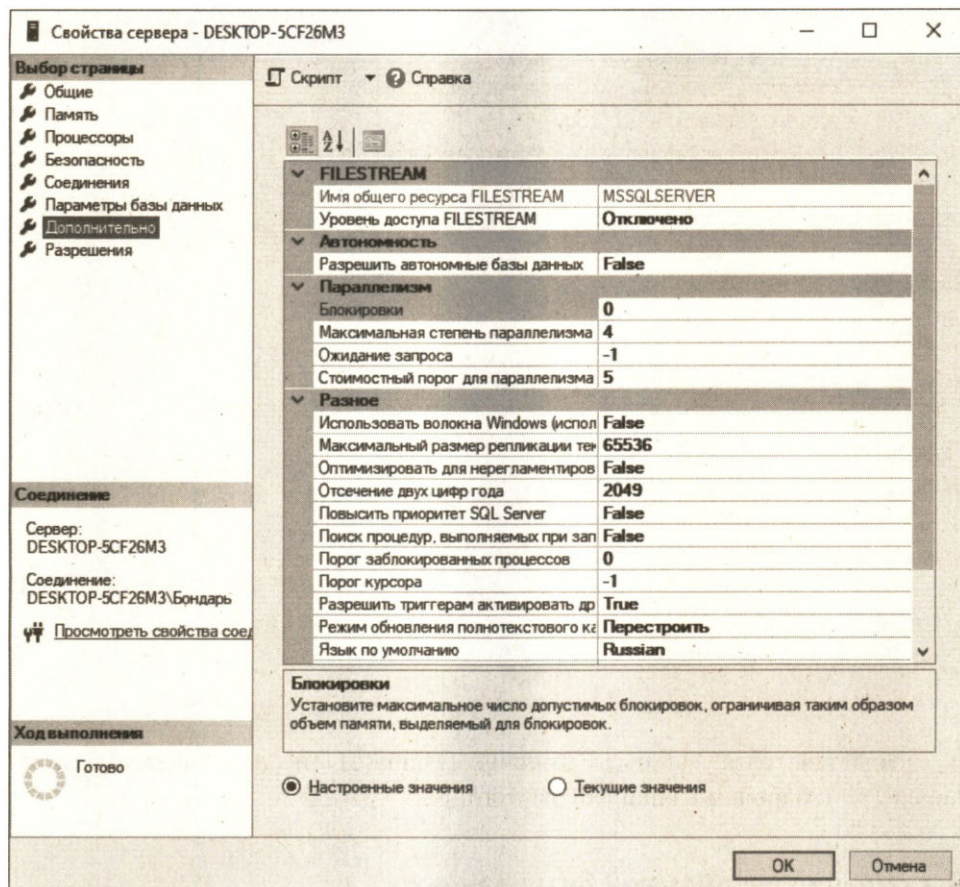 Свойства сервера - DESKTOP-5CF26M3
Выбор страницы
Общие
Память
Процессоры
Безопасность
Соединения
Параметры базы данных
Дополнительно
Разрешения
Соединение
Сервер:
DESKTOP-5CF26M3
Соединение:
DESKTOP-5CF26M3\Бондарь
Просмотреть свойства соед
Ход выполнения
Готово
Скрипт Справка
FILESTREAM
Имя общего ресурса FILESTREAM MSSQLSERVER
Уровень доступа FILESTREAM Отключено
Автономность
Разрешить автономные базы данных False
Параллелизм
Блокировки 0
Максимальная степень параллелизма 4
Ожидание запроса -1
Стоимостный порог для параллелизма 5
Разное
Использовать волокна Windows (испол False
Максимальный размер репликации тек 65536
Оптимизировать для нерегламентиров False
Отсечение двух цифр года 2049
Повысить приоритет SQL Server False
Поиск процедур, выполняемых при зап False
Порог заблокированных процессов 0
Порог курсора -1
Разрешить триггерам активировать др True
Режим обновления полнотекстового ка Перестроить
Язык по умолчанию Russian
Блокировки
Установите максимальное число допустимых блокировок, ограничивая таким образом
объем памяти, выделяемый для блокировок.
Настроенные значения Текущие значения
OK Отмена